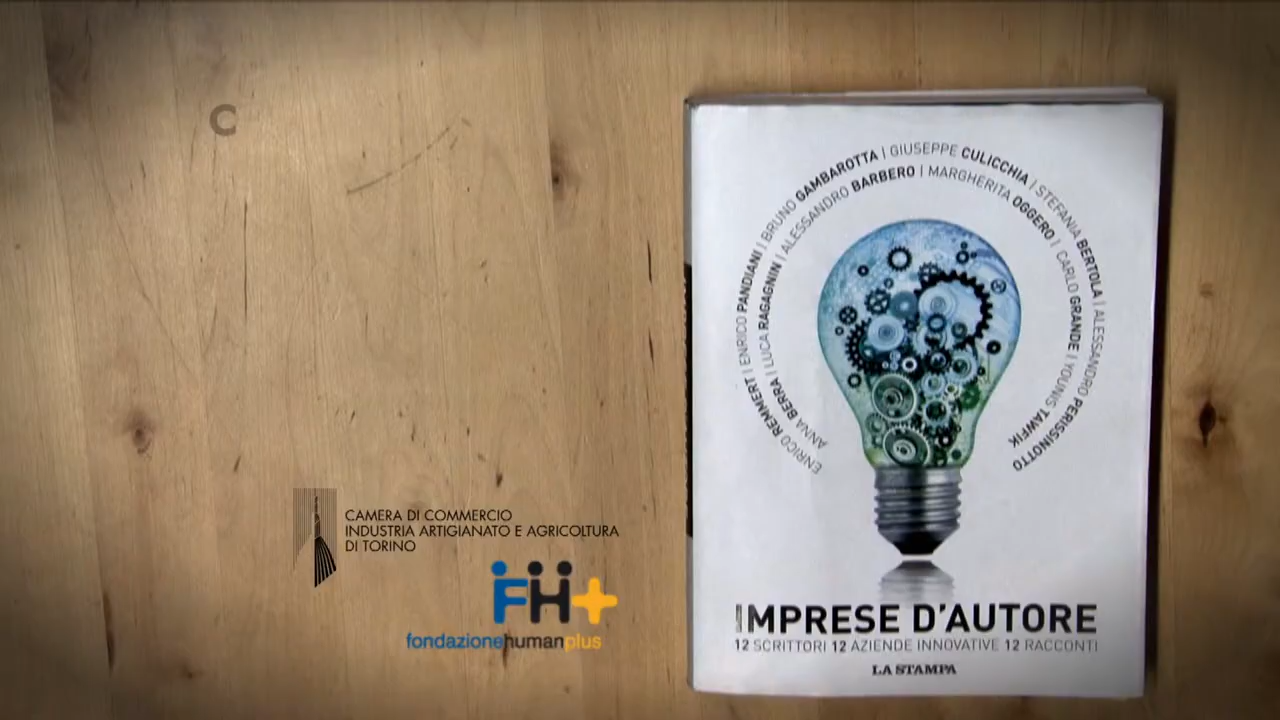 C
CAMERA DI COMMERCIO
INDUSTRIA ARTIGIANATO E AGRICOLTURA
DI TORINO
FH+
fondazionehumanplus
ENRICO REMMERT | ENRICO PANDIANI | BRUNO GAMBAROTTA | GIUSEPPE CULICCHIA | STEFANIA BERTOLA | ALESSANDRO PERISSINOTTO
ANNA BERRA | LUCA RAGAGNIN | ALESSANDRO BARBERO | MARGHERITA OGGERO | CARLO GRANDE | YOUNIS TAWFIK
IMPRESE D'AUTORE
12 SCRITTORI 12 AZIENDE INNOVATIVE 12 RACCONTI
LA STAMPA